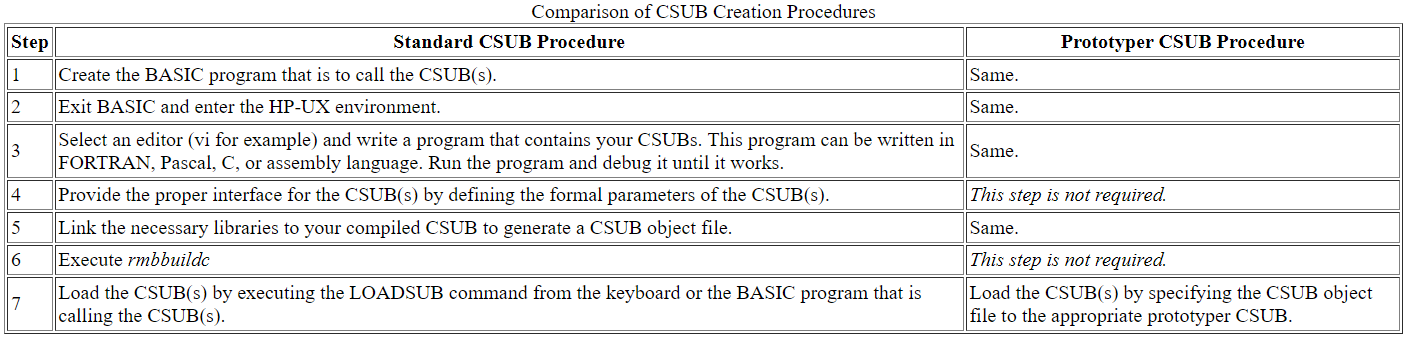 Comparison of CSUB Creation Procedures
Step Standard CSUB Procedure Prototyper CSUB Procedure
1 Create the BASIC program that is to call the CSUB(s). Same.
2 Exit BASIC and enter the HP-UX environment. Same.
3 Select an editor (vi for example) and write a program that contains your CSUBs. This program can be written in
FORTRAN, Pascal, C, or assembly language. Run the program and debug it until it works. Same.
4 Provide the proper interface for the CSUB(s) by defining the formal parameters of the CSUB(s). This step is not required.
5 Link the necessary libraries to your compiled CSUB to generate a CSUB object file. Same.
6 Execute rmbbuildc This step is not required.
7 Load the CSUB(s) by executing the LOADSUB command from the keyboard or the BASIC program that is
calling the CSUB(s).
Load the CSUB(s) by specifying the CSUB object
file to the appropriate prototyper CSUB.